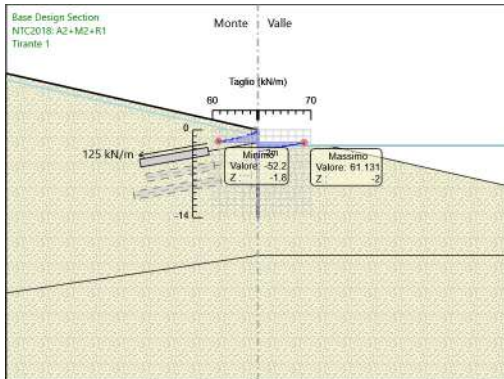 Base Design Section
NTC2018: A2+M2+R1
Tirante 1
Monte
Valle
Taglio (kN/m)
60
70
0
125 kN/m
2m
Minimo
Valore: -52.2
Z -1.8
Massimo
Valore: 61.131
Z -2
-14